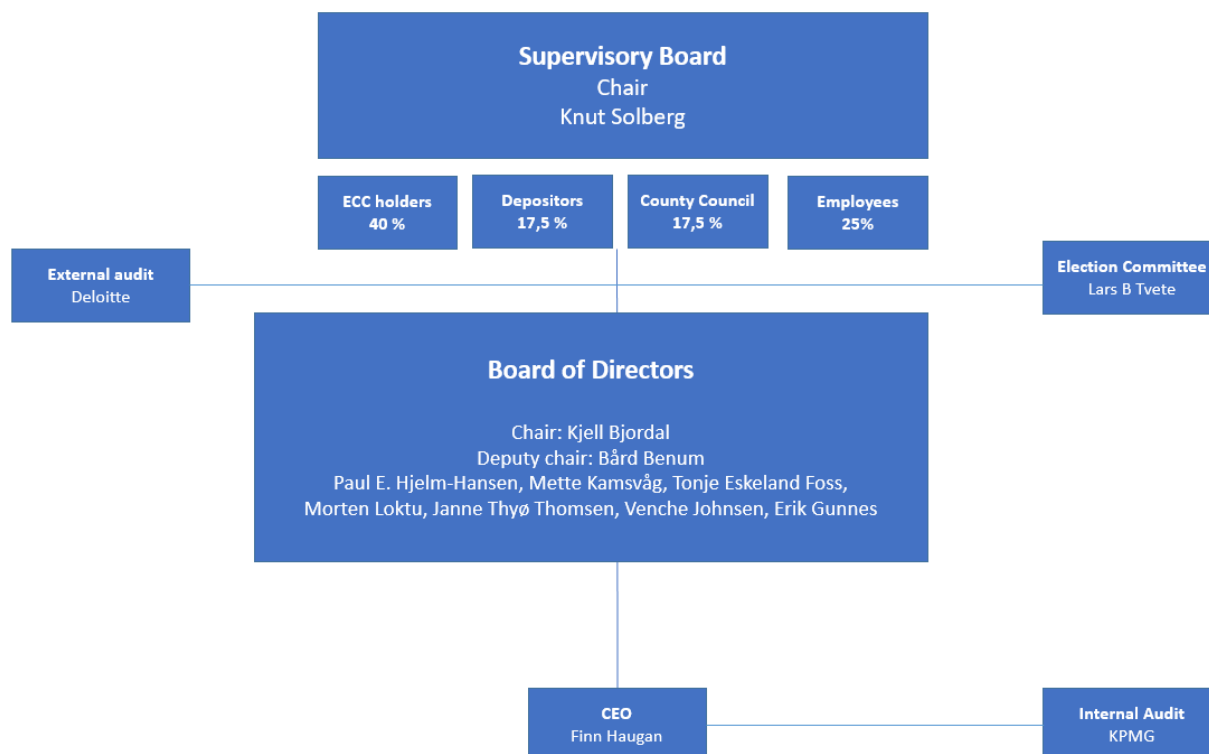 Supervisory Board
Chair
Knut Solberg
ECC holders
40 %
Depositors
17,5 %
County Council
17,5 %
Employees
25%
External audit
Deloitte
Election Committee
Lars B Tvete
Board of Directors
Chair: Kjell Bjordal
Deputy chair: Bård Benum
Paul E. Hjelm-Hansen, Mette Kamsvåg, Tonje Eskeland Foss,
Morten Loktu, Janne Thyø Thomsen, Venche Johnsen, Erik Gunnes
CEO
Finn Haugan
Internal Audit
KPMG